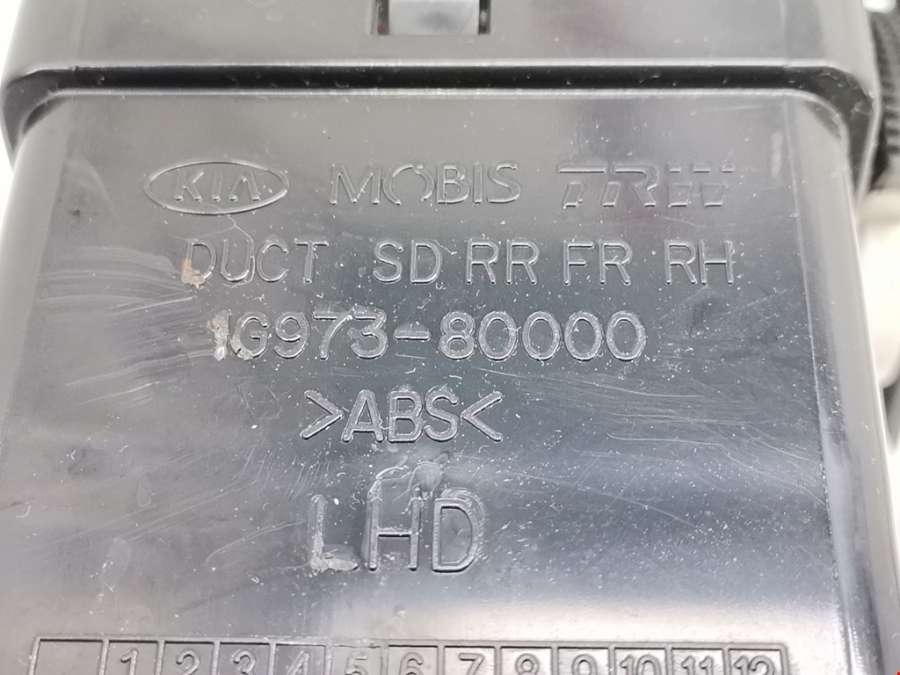 KIA MOBIS TRW
DUCT SD RR FR RH
1G973-80000
>ABS<
LHD
1 2 3 4 5 6 7 8 9 10 11 12